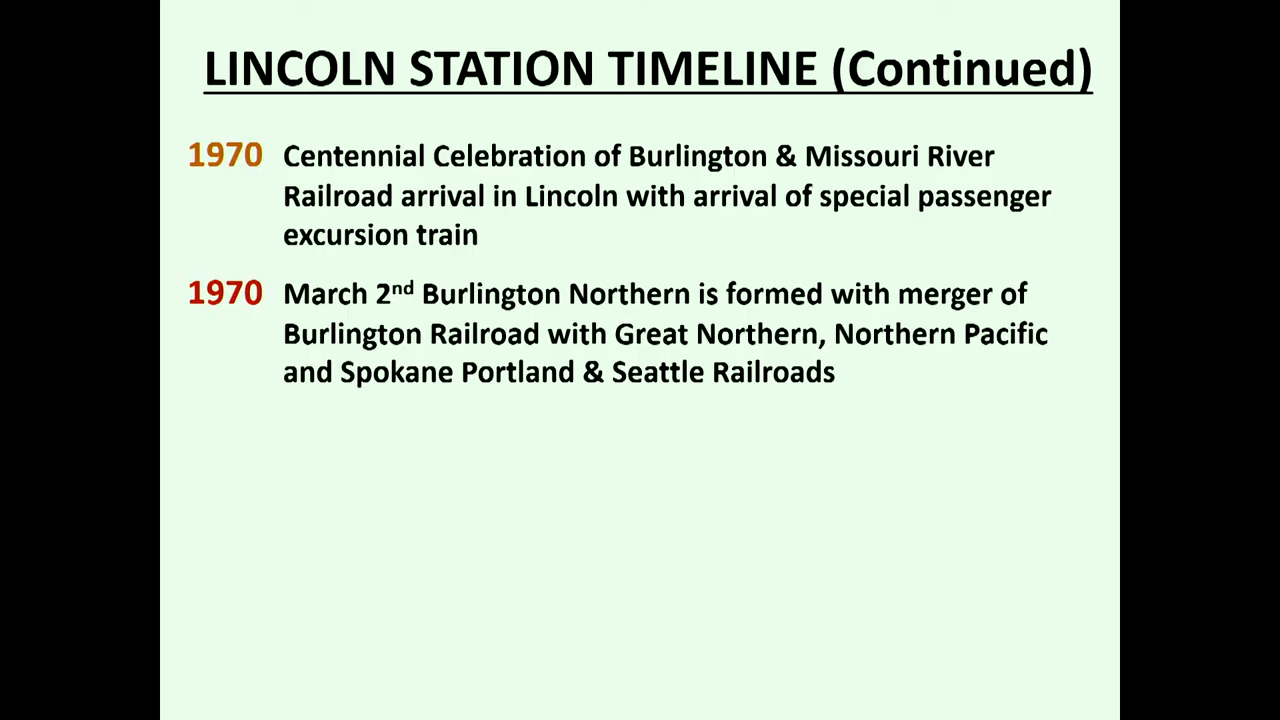 LINCOLN STATION TIMELINE (Continued)
1970 Centennial Celebration of Burlington & Missouri River
Railroad arrival in Lincoln with arrival of special passenger
excursion train
1970 March 2nd Burlington Northern is formed with merger of
Burlington Railroad with Great Northern, Northern Pacific
and Spokane Portland & Seattle Railroads